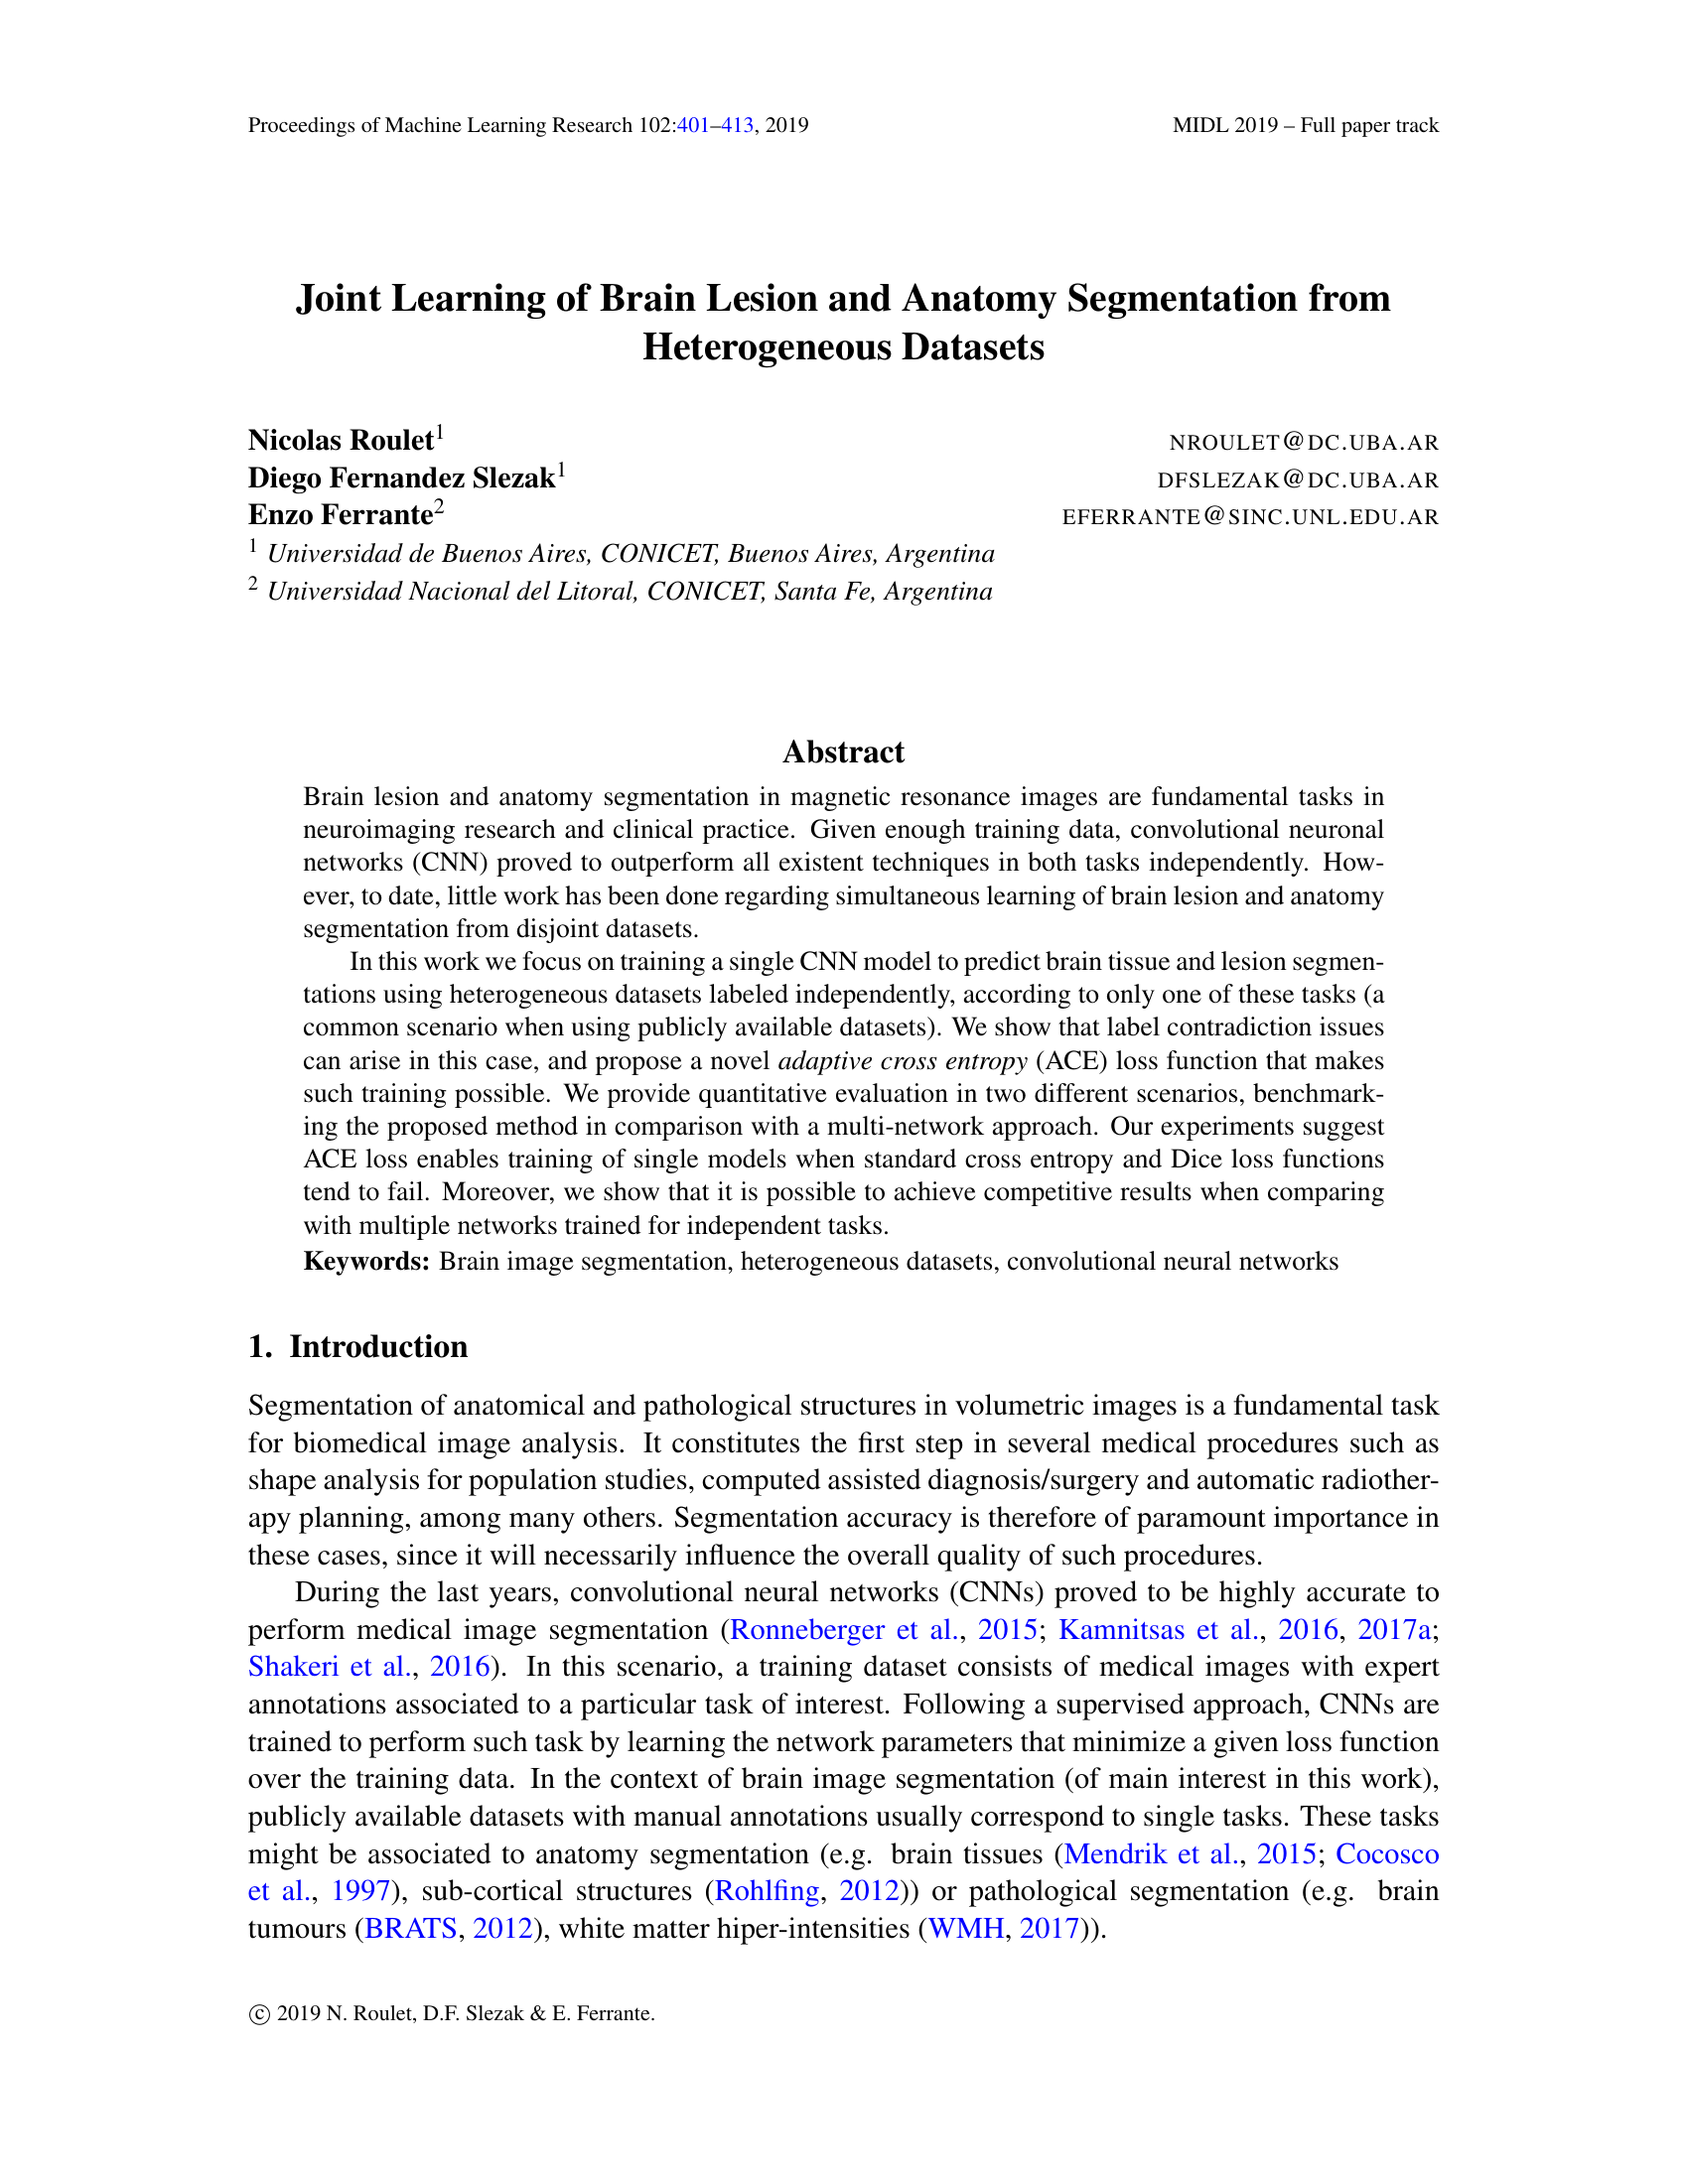 Proceedings of Machine Learning Research 102:401–413, 2019
MIDL 2019 – Full paper track
Joint Learning of Brain Lesion and Anatomy Segmentation from
Heterogeneous Datasets
Nicolas Roulet1
NROULET@DC.UBA.AR
Diego Fernandez Slezak1
DFSLEZAK@DC.UBA.AR
Enzo Ferrante2
EFERRANTE@SINC.UNL.EDU.AR
1 Universidad de Buenos Aires, CONICET, Buenos Aires, Argentina
2 Universidad Nacional del Litoral, CONICET, Santa Fe, Argentina
Abstract
Brain lesion and anatomy segmentation in magnetic resonance images are fundamental tasks in
neuroimaging research and clinical practice. Given enough training data, convolutional neuronal
networks (CNN) proved to outperform all existent techniques in both tasks independently. How-
ever, to date, little work has been done regarding simultaneous learning of brain lesion and anatomy
segmentation from disjoint datasets.
In this work we focus on training a single CNN model to predict brain tissue and lesion segmen-
tations using heterogeneous datasets labeled independently, according to only one of these tasks (a
common scenario when using publicly available datasets). We show that label contradiction issues
can arise in this case, and propose a novel adaptive cross entropy (ACE) loss function that makes
such training possible. We provide quantitative evaluation in two different scenarios, benchmark-
ing the proposed method in comparison with a multi-network approach. Our experiments suggest
ACE loss enables training of single models when standard cross entropy and Dice loss functions
tend to fail. Moreover, we show that it is possible to achieve competitive results when comparing
with multiple networks trained for independent tasks.
Keywords: Brain image segmentation, heterogeneous datasets, convolutional neural networks
1. Introduction
Segmentation of anatomical and pathological structures in volumetric images is a fundamental task
for biomedical image analysis. It constitutes the first step in several medical procedures such as
shape analysis for population studies, computed assisted diagnosis/surgery and automatic radiother-
apy planning, among many others. Segmentation accuracy is therefore of paramount importance in
these cases, since it will necessarily influence the overall quality of such procedures.
During the last years, convolutional neural networks (CNNs) proved to be highly accurate to
perform medical image segmentation (Ronneberger et al., 2015; Kamnitsas et al., 2016, 2017a;
Shakeri et al., 2016). In this scenario, a training dataset consists of medical images with expert
annotations associated to a particular task of interest. Following a supervised approach, CNNs are
trained to perform such task by learning the network parameters that minimize a given loss function
over the training data. In the context of brain image segmentation (of main interest in this work),
publicly available datasets with manual annotations usually correspond to single tasks. These tasks
might be associated to anatomy segmentation (e.g. brain tissues (Mendrik et al., 2015; Cocosco
et al., 1997), sub-cortical structures (Rohlfing, 2012)) or pathological segmentation (e.g. brain
tumours (BRATS, 2012), white matter hiper-intensities (WMH, 2017)).
© 2019 N. Roulet, D.F. Slezak & E. Ferrante.